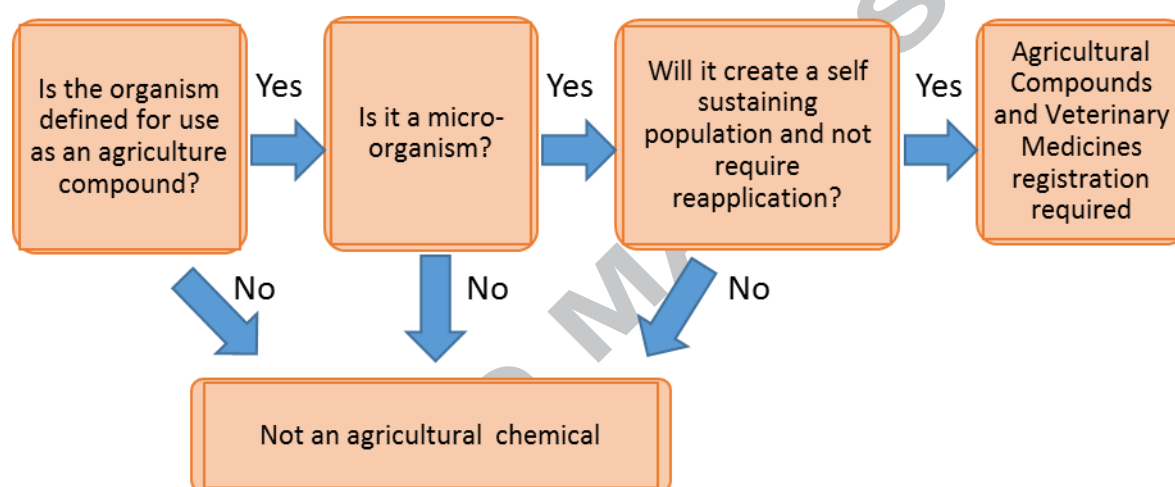 Is the organism
defined for use
as an agriculture
compound?
Yes
Is it a micro-
organism?
Yes
Will it create a self
sustaining
population and not
require
reapplication?
Yes
Agricultural
Compounds
and Veterinary
Medicines
registration
required
No
No
No
Not an agricultural chemical